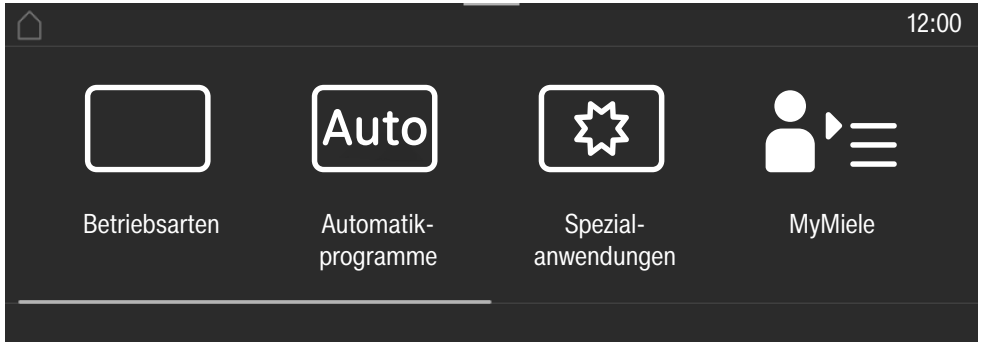 12:00
Auto
Betriebsarten
Automatik-
programme
Spezial-
anwendungen
MyMiele